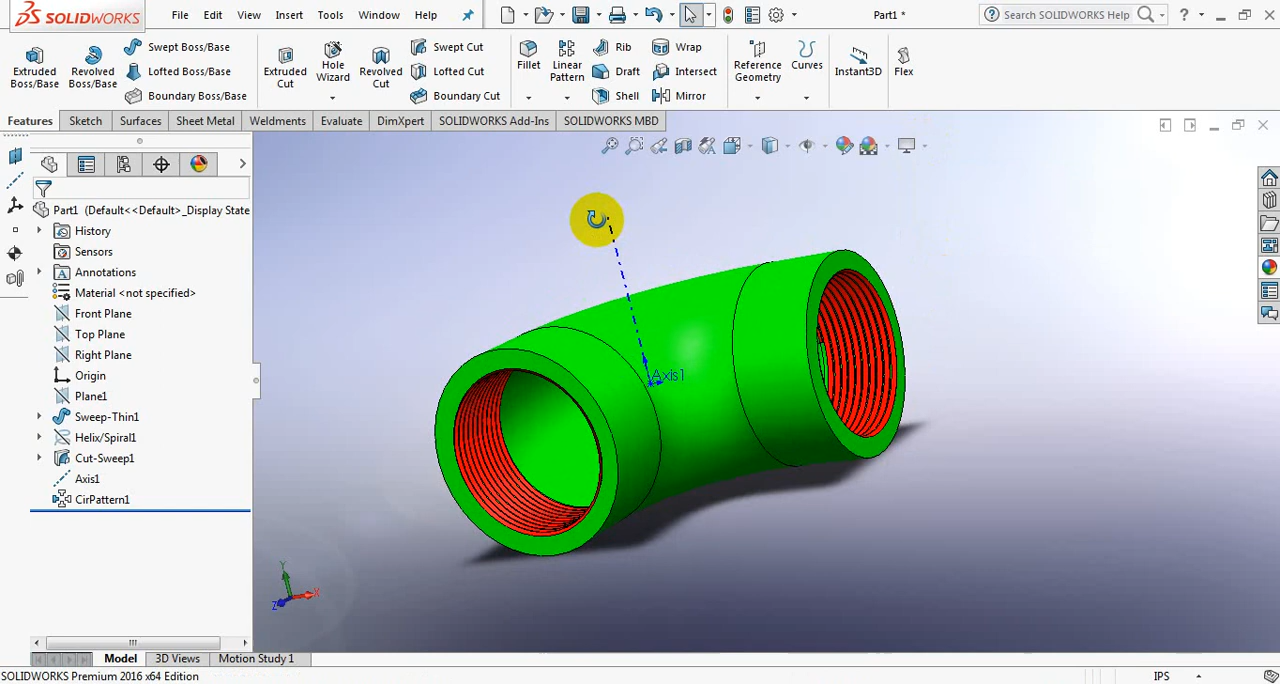 SOLIDWORKS
File Edit View Insert Tools Window Help
Part1 *
Search SOLIDWORKS Help
?
Extruded Boss/Base
Revolved Boss/Base
Swept Boss/Base
Lofted Boss/Base
Boundary Boss/Base
Extruded Cut
Hole Wizard
Revolved Cut
Swept Cut
Lofted Cut
Boundary Cut
Fillet
Linear Pattern
Rib
Draft
Shell
Wrap
Intersect
Mirror
Reference Geometry
Curves
Instant3D
Flex
Features Sketch Surfaces Sheet Metal Weldments Evaluate DimXpert SOLIDWORKS Add-Ins SOLIDWORKS MBD
Part1 (Default<<Default>_Display State
History
Sensors
Annotations
Material <not specified>
Front Plane
Top Plane
Right Plane
Origin
Plane1
Sweep-Thin1
Helix/Spiral1
Cut-Sweep1
Axis1
CirPattern1
Axis1
Y
X
Z
Model 3D Views Motion Study 1
SOLIDWORKS Premium 2016 x64 Edition
IPS